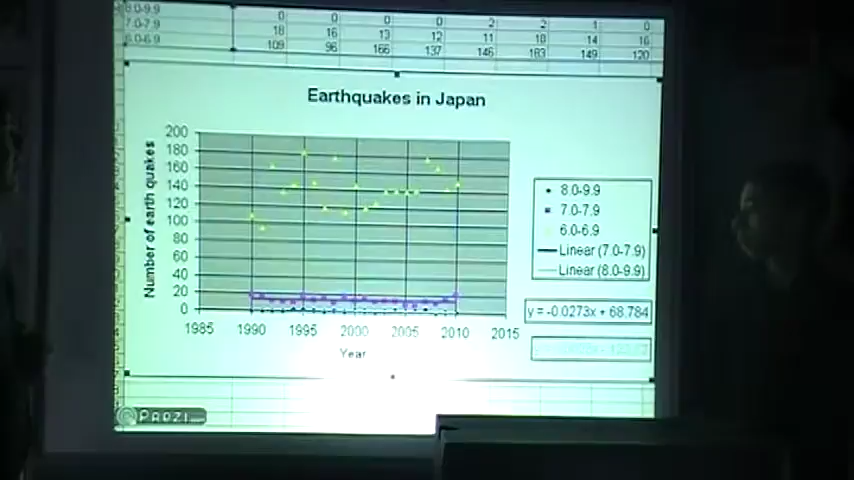 8.0-9.9 0 0 0 0 2 2 1 0
7.0-7.9 18 16 13 12 11 18 14 16
6.0-6.9 109 96 166 137 146 183 149 120
Earthquakes in Japan
Number of earth quakes
200
180
160
140
120
100
80
60
40
20
0
1985 1990 1995 2000 2005 2010 2015
Year
8.0-9.9
7.0-7.9
6.0-6.9
Linear (7.0-7.9)
Linear (8.0-9.9)
y = -0.0273x + 68.784
PREZI